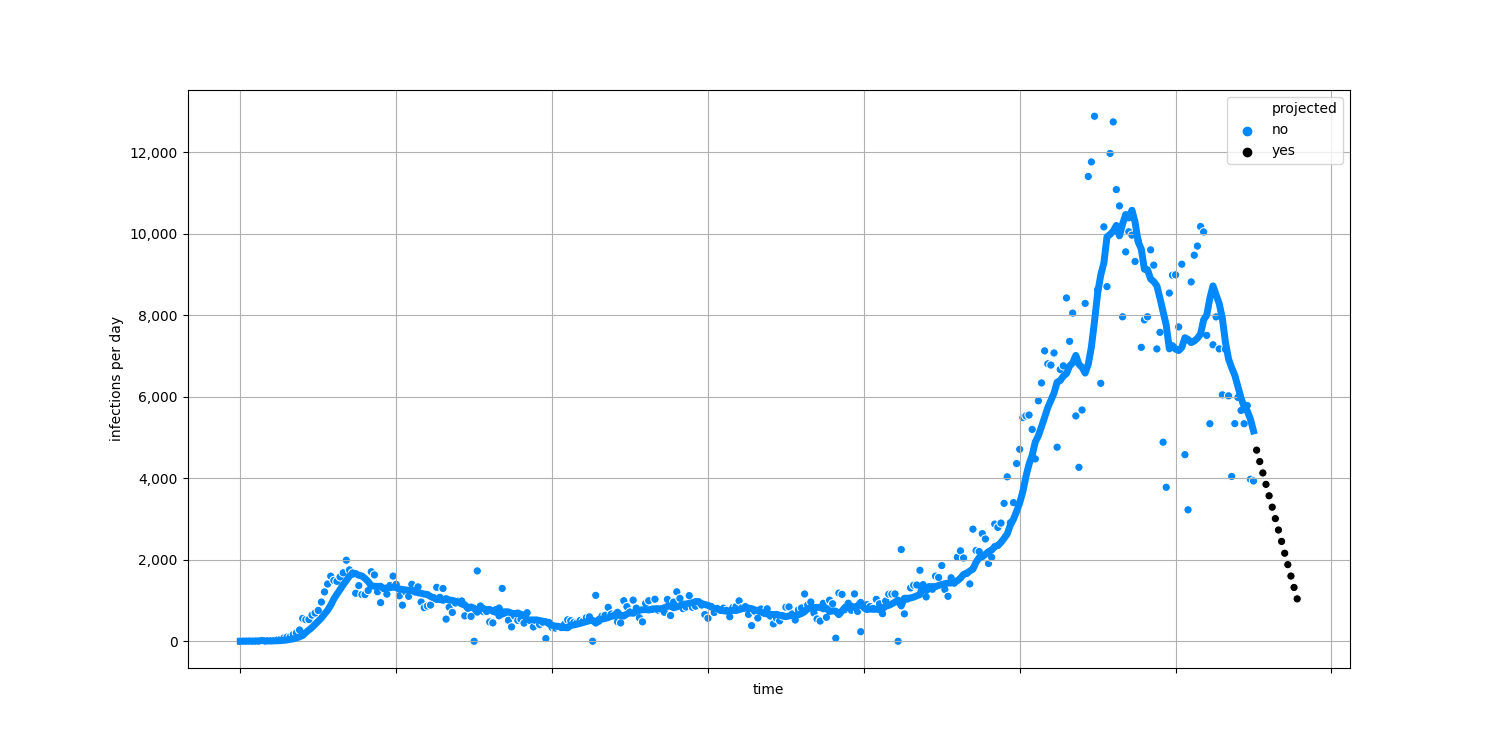 projected
no
yes
12,000
10,000
8,000
6,000
4,000
2,000
0
infections per day
time